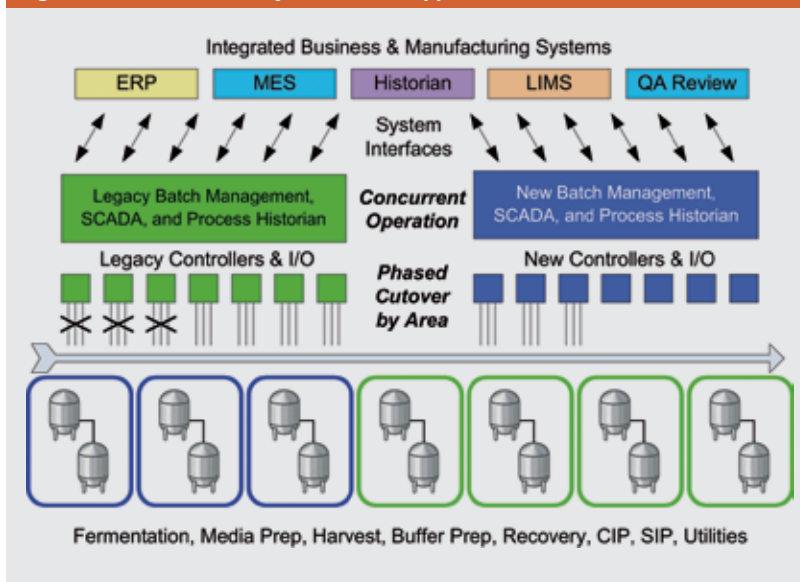 Integrated Business & Manufacturing Systems
ERP
MES
Historian
LIMS
QA Review
System
Interfaces
Legacy Batch Management,
SCADA, and Process Historian
Concurrent
Operation
New Batch Management,
SCADA, and Process Historian
Legacy Controllers & I/O
Phased
Cutover
by Area
New Controllers & I/O
Fermentation, Media Prep, Harvest, Buffer Prep, Recovery, CIP, SIP, Utilities